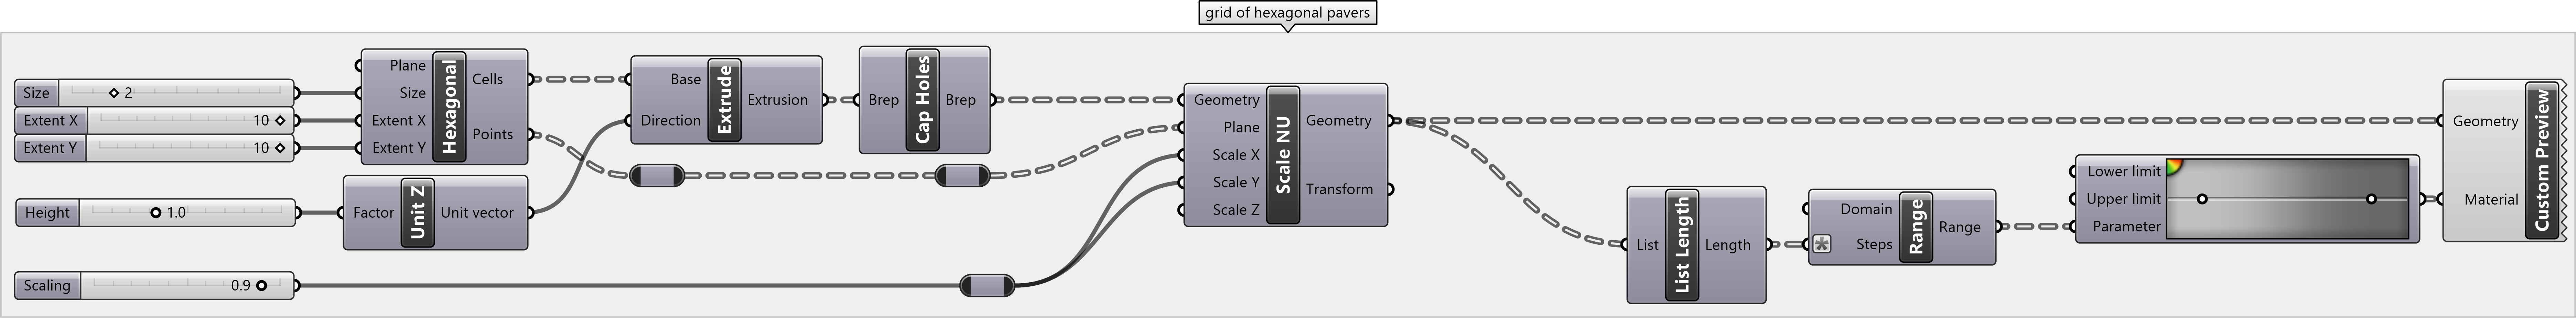 grid of hexagonal pavers
Size 2
Extent X 10
Extent Y 10
Height 1.0
Scaling 0.9
Plane
Size
Extent X
Extent Y
Hexagonal
Cells
Points
Factor
Unit Z
Unit vector
Base
Direction
Extrude
Extrusion
Brep
Cap Holes
Brep
Geometry
Plane
Scale X
Scale Y
Scale Z
Scale NU
Geometry
Transform
List
List Length
Length
Domain
Steps
Range
Range
Lower limit
Upper limit
Parameter
Geometry
Material
Custom Preview